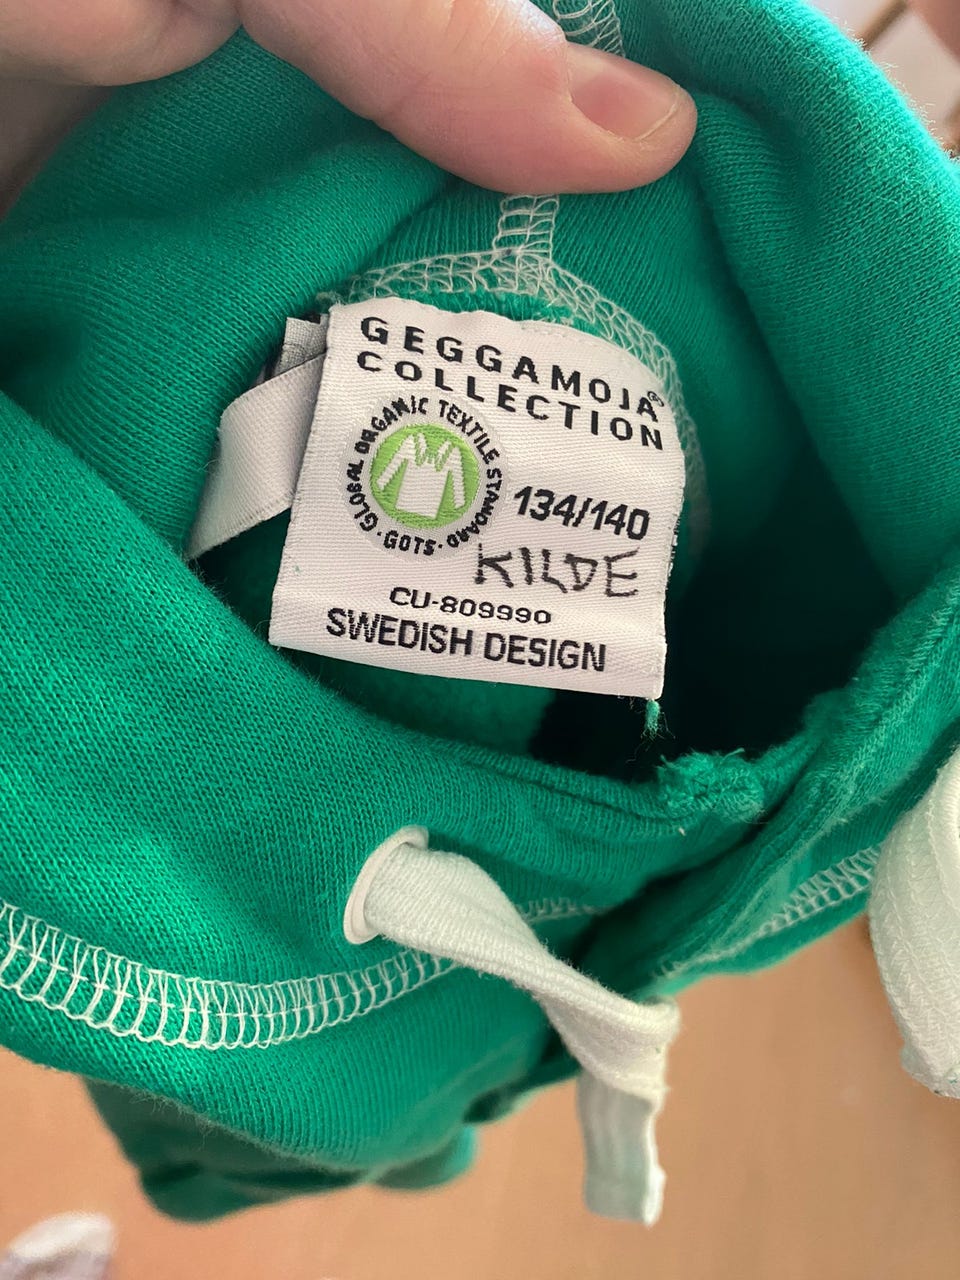 GEGGAMOJA®
COLLECTION
GLOBAL ORGANIC TEXTILE STANDARD
· GOTS ·
134/140
KILDE
CU-809990
SWEDISH DESIGN